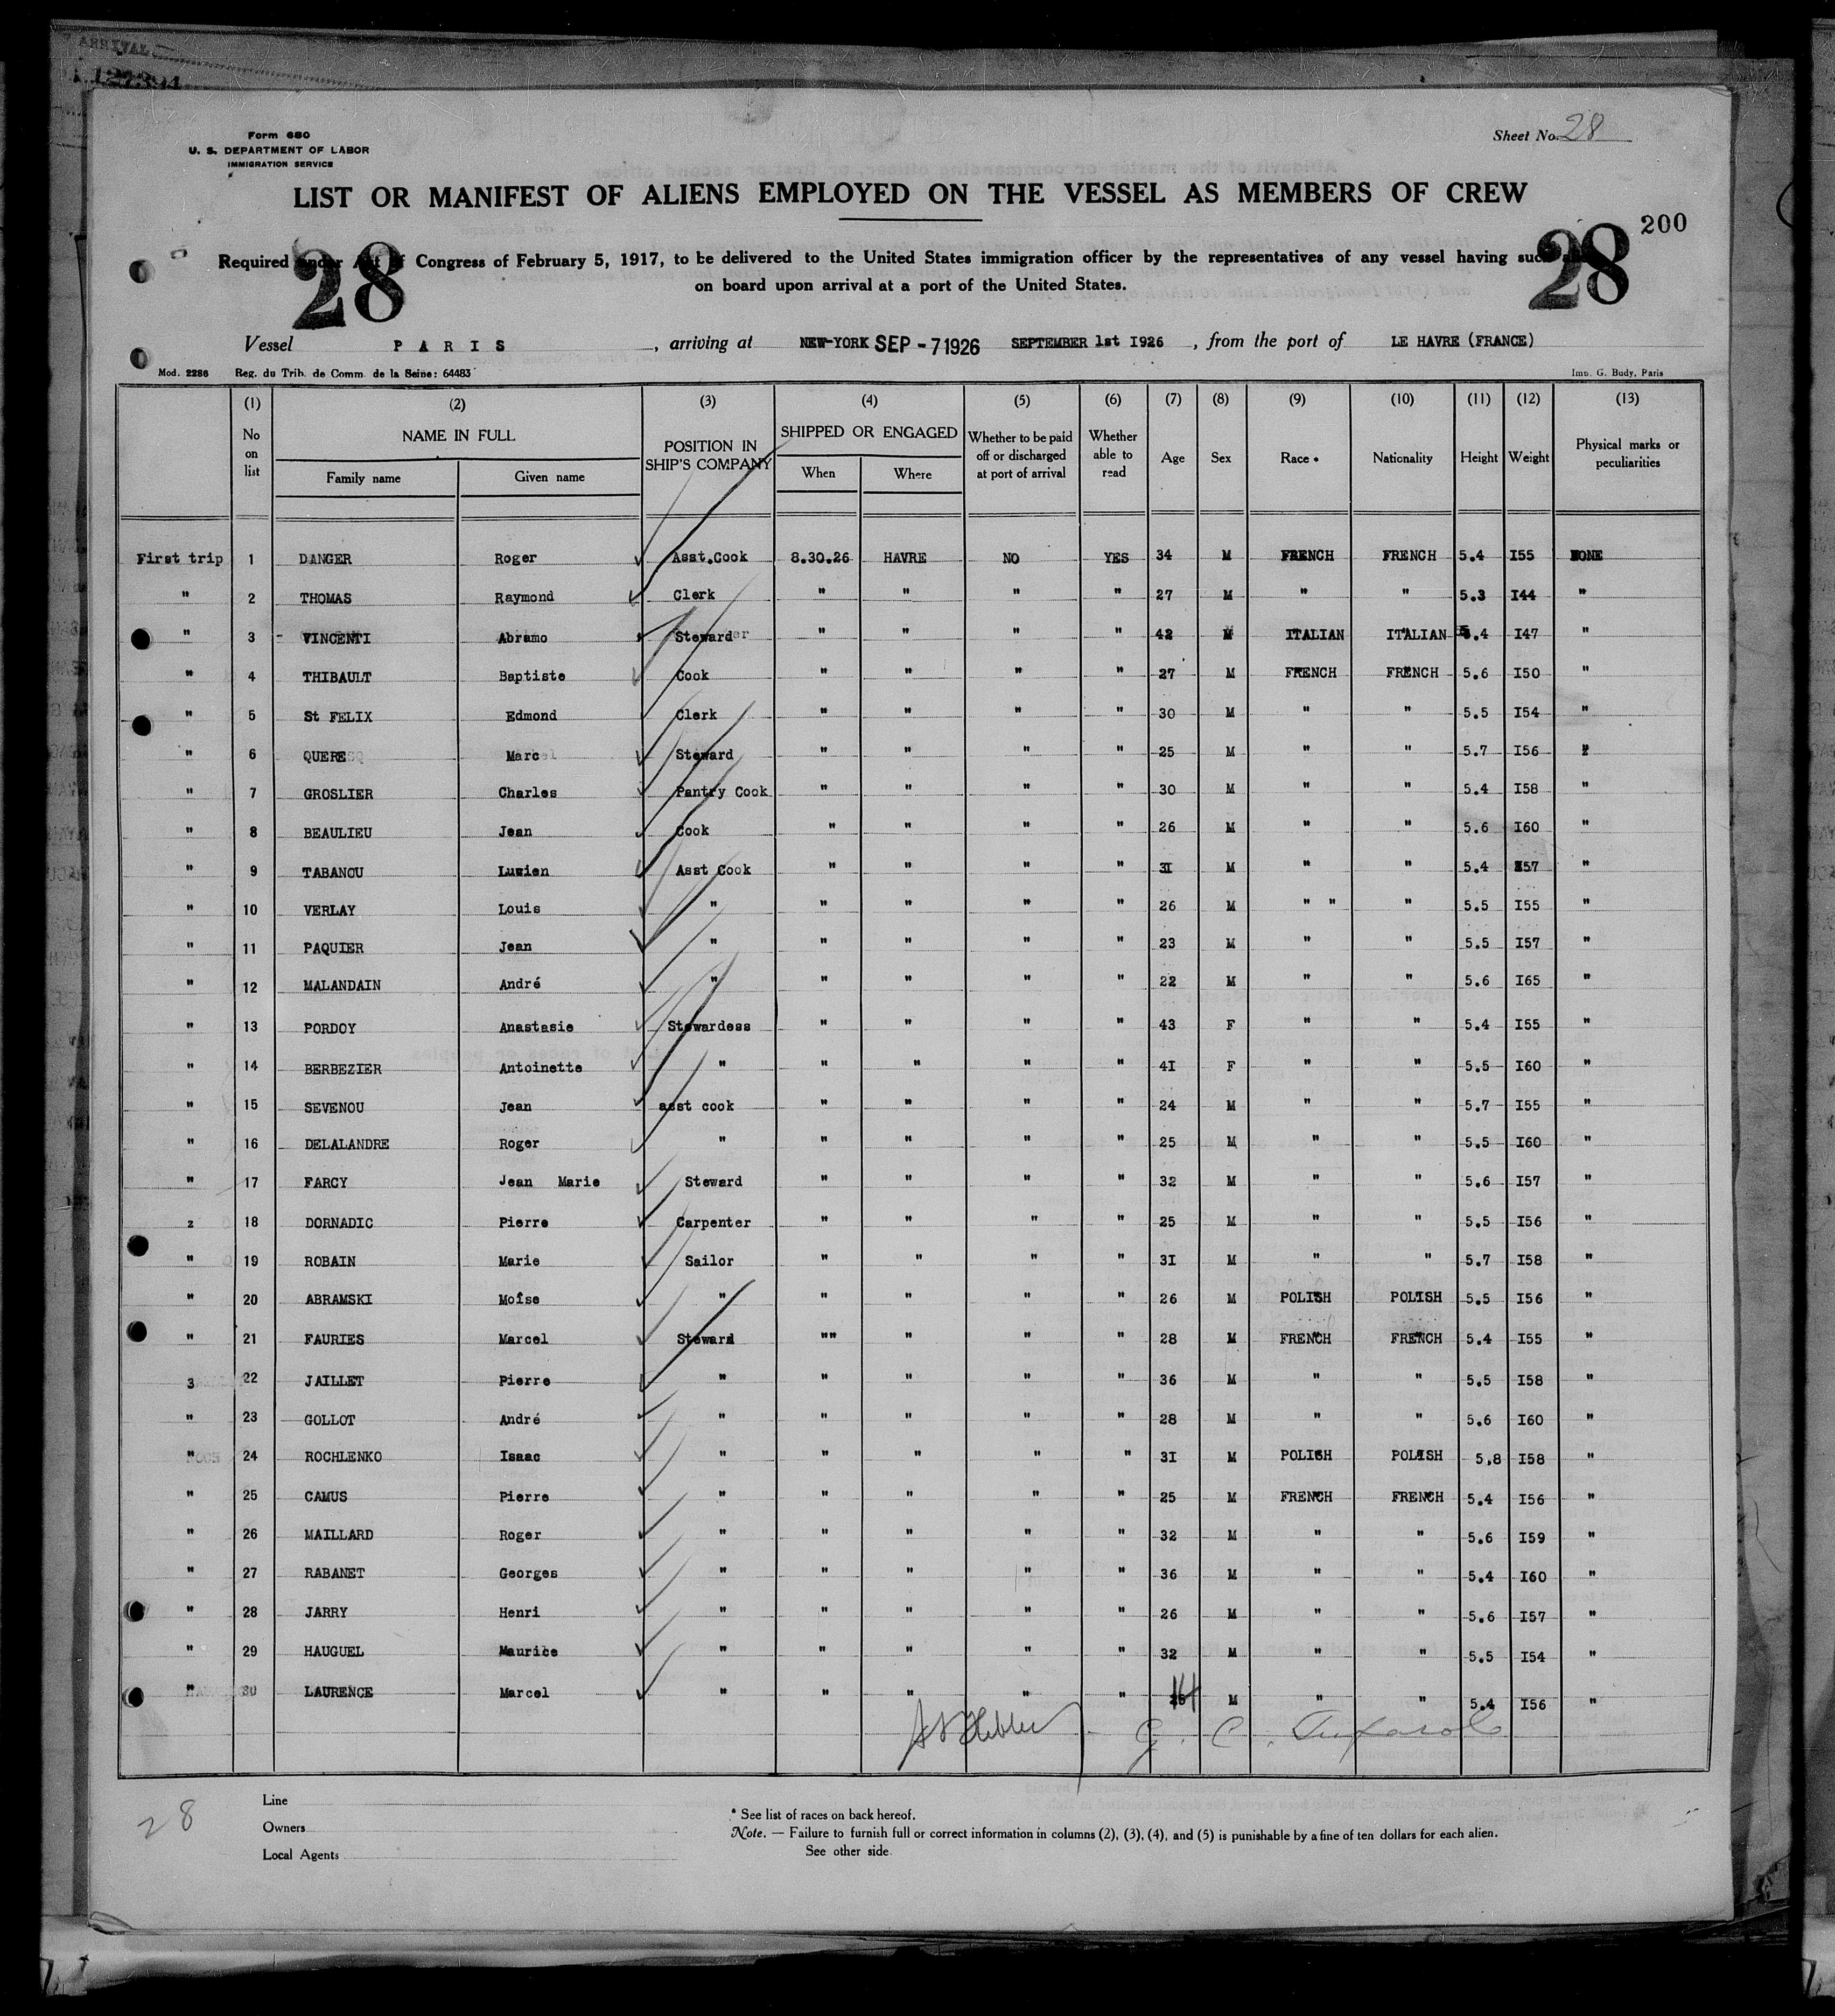 ARRIVAL
127394
Form 680
U. S. DEPARTMENT OF LABOR
IMMIGRATION SERVICE
Sheet No. 28
LIST OR MANIFEST OF ALIENS EMPLOYED ON THE VESSEL AS MEMBERS OF CREW
200
28 28
Required under Act of Congress of February 5, 1917, to be delivered to the United States immigration officer by the representatives of any vessel having such
on board upon arrival at a port of the United States.
Vessel PARIS, arriving at NEW-YORK SEP - 7 1926 SEPTEMBER 1st I926, from the port of LE HAVRE (FRANCE)
Mod. 2286 Reg. du Trib. de Comm. de la Seine: 64483 Imp. G. Budy, Paris
(1) (2) (3) (4) (5) (6) (7) (8) (9) (10) (11) (12) (13)
No on list NAME IN FULL Family name Given name POSITION IN SHIP'S COMPANY SHIPPED OR ENGAGED When Where Whether to be paid off or discharged at port of arrival Whether able to read Age Sex Race * Nationality Height Weight Physical marks or peculiarities
First trip 1 DANGER Roger Asst.Cook 8.30.26 HAVRE NO YES 34 M FRENCH FRENCH 5.4 I55 NONE
" 2 THOMAS Raymond Clerk " " " " 27 M " " 5.3 I44 "
" 3 - VINCENTI Abramo Steward " " " " 42 M ITALIAN ITALIAN 5.4 I47 "
" 4 THIBAULT Baptiste Cook " " " " 27 M FRENCH FRENCH 5.6 I50 "
" 5 St FELIX Edmond Clerk " " " " 30 M " " 5.5 I54 "
" 6 QUERE Marc Steward " " " " 25 M " " 5.7 I56 "
" 7 GROSLIER Charles Pantry Cook " " " " 30 M " " 5.4 I58 "
" 8 BEAULIEU Jean Cook " " " " 26 M " " 5.6 I60 "
" 9 TABANOU Lucien Asst Cook " " " " 3I M " " 5.4 I57 "
" 10 VERLAY Louis " " " " " 26 M " " " 5.5 I55 "
" 11 PAQUIER Jean " " " " " 23 M " " 5.5 I57 "
" 12 MALANDAIN André " " " " " 22 M " " 5.6 I65 "
" 13 PORDOY Anastasie Stewardess " " " " 43 F " " 5.4 I55 "
" 14 BERBEZIER Antoinette " " " " " 4I F " " 5.5 I60 "
" 15 SEVENOU Jean asst cook " " " " 24 M " " 5.7 I55 "
" 16 DELALANDRE Roger " " " " " 25 M " " 5.5 I60 "
" 17 FARCY Jean Marie Steward " " " " 32 M " " 5.6 I57 "
2 18 DORNADIC Pierre Carpenter " " " " 25 M " " 5.5 I56 "
" 19 ROBAIN Marie Sailor " " " " 3I M " " 5.7 I58 "
" 20 ABRAMSKI Moïse " " " " " 26 M POLISH POLISH 5.5 I56 "
" 21 FAURIES Marcel Steward "" " " " 28 M FRENCH FRENCH 5.4 I55 "
3 22 JAILLET Pierre " " " " " 36 M " " 5.5 I58 "
" 23 GOLLOT André " " " " " 28 M " " 5.6 I60 "
" 24 ROCHLENKO Isaac " " " " " 3I M POLISH POLISH 5.8 I58 "
" 25 CAMUS Pierre " " " " " 25 M FRENCH FRENCH 5.4 I56 "
" 26 MAILLARD Roger " " " " " 32 M " " 5.6 I59 "
" 27 RABANET Georges " " " " " 36 M " " 5.4 I60 "
" 28 JARRY Henri " " " " " 26 M " " 5.6 I57 "
" 29 HAUGUEL Maurice " " " " " 32 M " " 5.5 I54 "
" 30 LAURENCE Marcel " " " " " 14 M " " 5.4 I56 "
28
Line
Owners
Local Agents
* See list of races on back hereof.
Note. — Failure to furnish full or correct information in columns (2), (3), (4), and (5) is punishable by a fine of ten dollars for each alien.
See other side